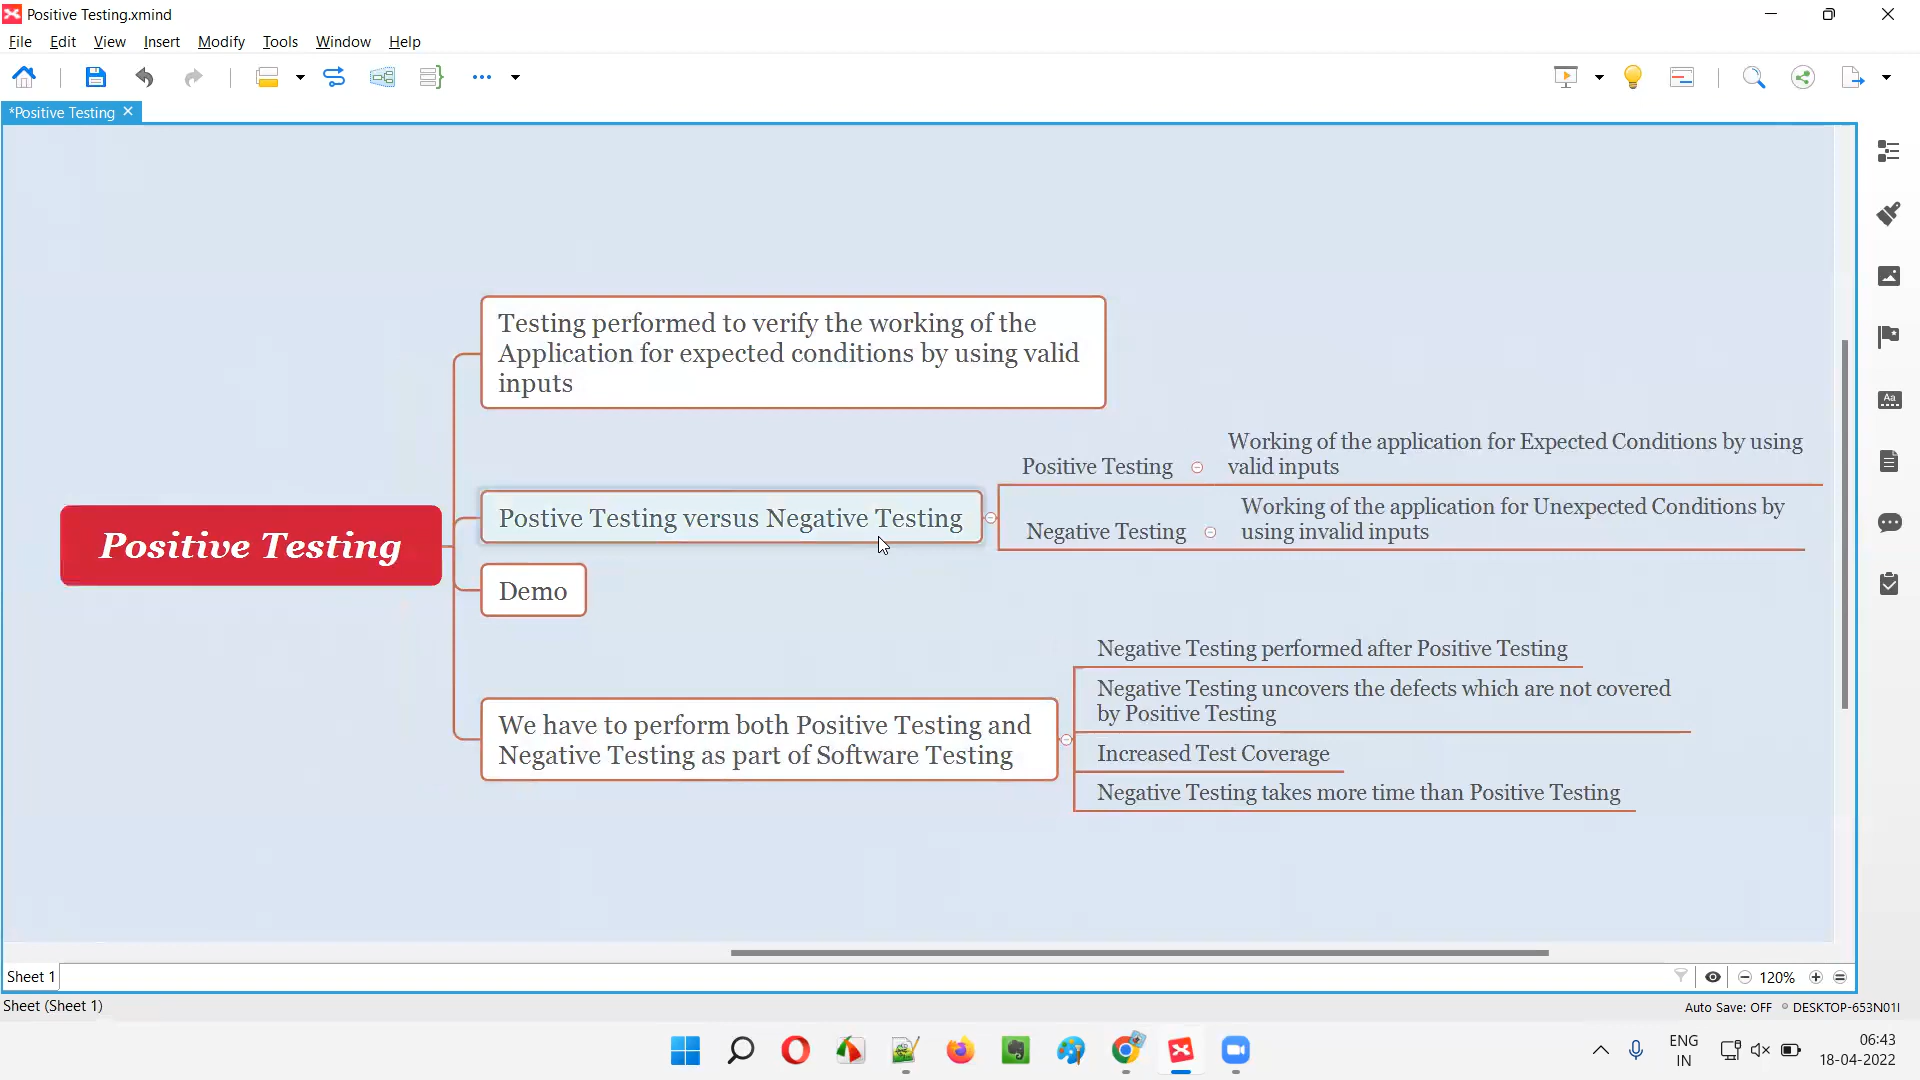 Positive Testing.xmind
File Edit View Insert Modify Tools Window Help
*Positive Testing
Testing performed to verify the working of the
Application for expected conditions by using valid
inputs
Working of the application for Expected Conditions by using
Positive Testing valid inputs
Postive Testing versus Negative Testing
Working of the application for Unexpected Conditions by
Negative Testing using invalid inputs
Positive Testing
Demo
Negative Testing performed after Positive Testing
Negative Testing uncovers the defects which are not covered
by Positive Testing
We have to perform both Positive Testing and
Negative Testing as part of Software Testing
Increased Test Coverage
Negative Testing takes more time than Positive Testing
Aa
Sheet 1
120%
Sheet (Sheet 1)
Auto Save: OFF DESKTOP-653N01I
ENG
IN
06:43
18-04-2022